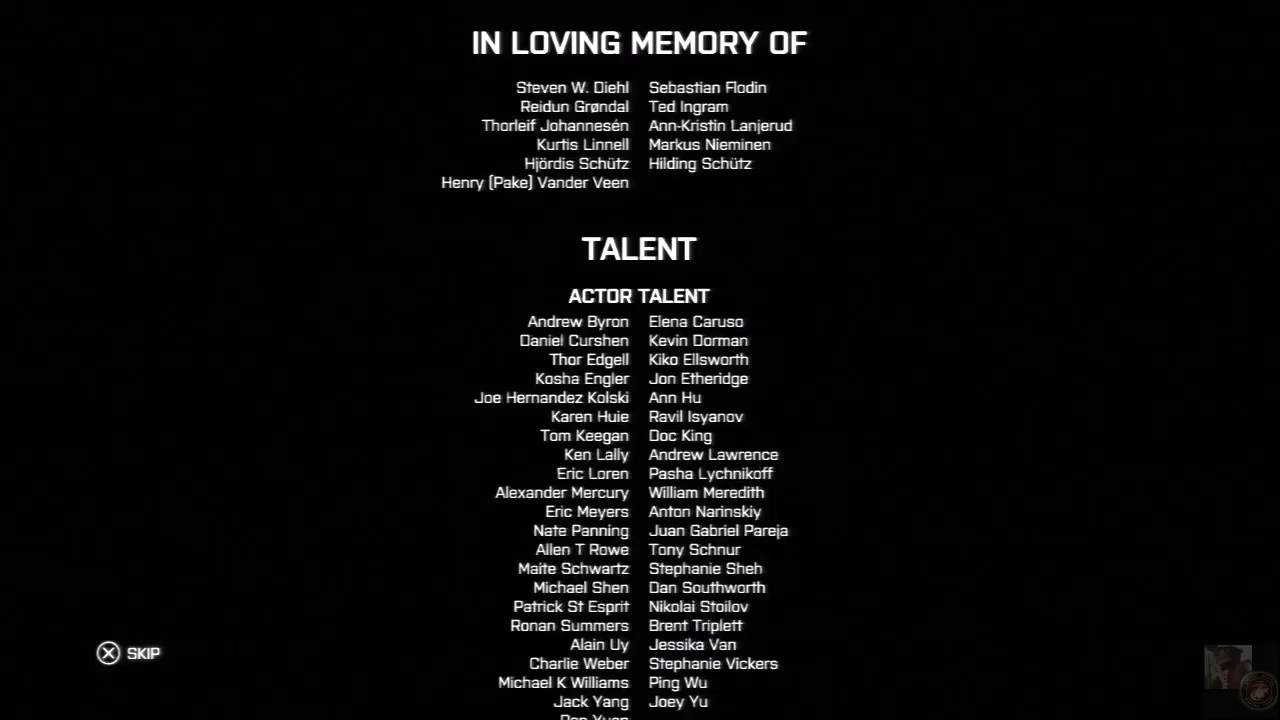 IN LOVING MEMORY OF
Steven W. Diehl Sebastian Flodin
Reidun Grøndal Ted Ingram
Thorleif Johannesén Ann-Kristin Lanjerud
Kurtis Linnell Markus Nieminen
Hjördis Schütz Hilding Schütz
Henry (Pake) Vander Veen
TALENT
ACTOR TALENT
Andrew Byron Elena Caruso
Daniel Curshen Kevin Dorman
Thor Edgell Kiko Ellsworth
Kosha Engler Jon Etheridge
Joe Hernandez Kolski Ann Hu
Karen Huie Ravil Isyanov
Tom Keegan Doc King
Ken Lally Andrew Lawrence
Eric Loren Pasha Lychnikoff
Alexander Mercury William Meredith
Eric Meyers Anton Narinskiy
Nate Panning Juan Gabriel Pareja
Allen T Rowe Tony Schnur
Maite Schwartz Stephanie Sheh
Michael Shen Dan Southworth
Patrick St Esprit Nikolai Stoilov
Ronan Summers Brent Triplett
Alain Uy Jessika Van
Charlie Weber Stephanie Vickers
Michael K Williams Ping Wu
Jack Yang Joey Yu
SKIP